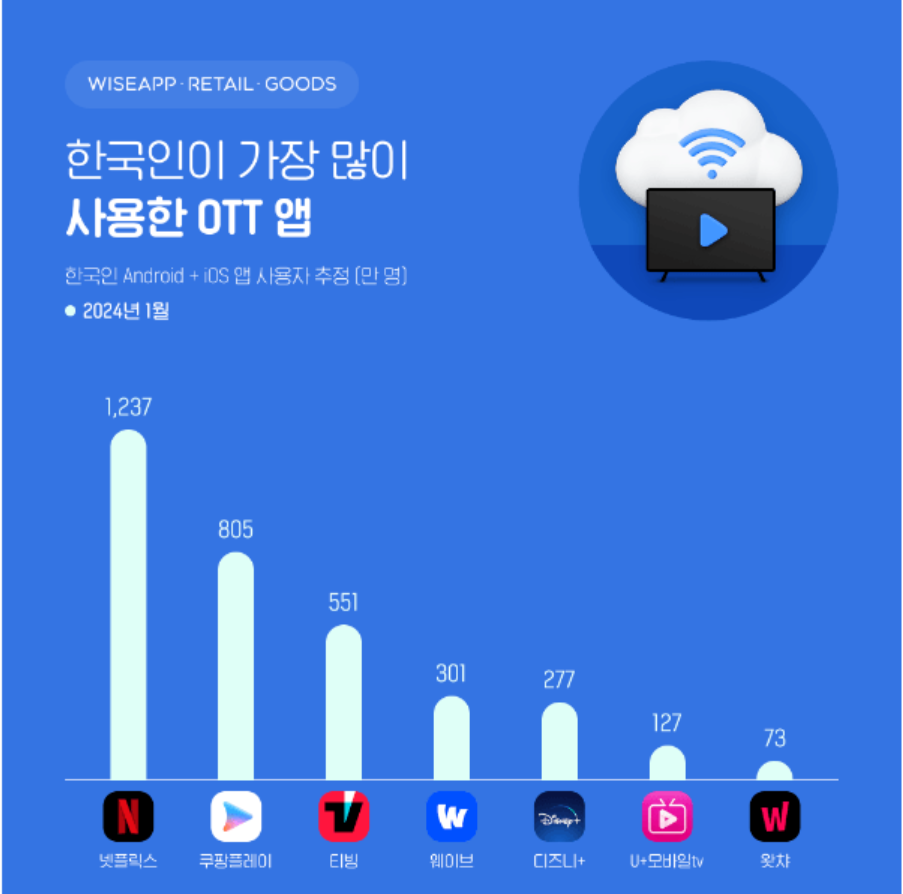 WISEAPP · RETAIL · GOODS
한국인이 가장 많이
사용한 OTT 앱
한국인 Android + iOS 앱 사용자 추정 (만 명)
● 2024년 1월
1,237
805
551
301
277
127
73
N
W
Disney+
W
넷플릭스
쿠팡플레이
티빙
웨이브
디즈니+
U+모바일tv
왓챠